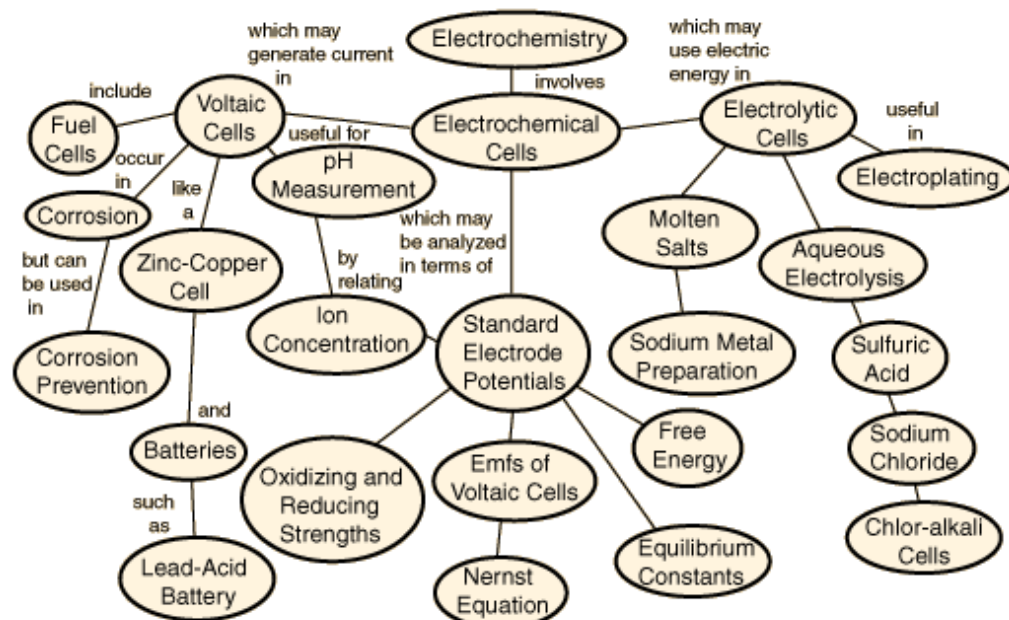 which may
generate current
in
Electrochemistry
which may
use electric
energy in
involves
include
Voltaic
Cells
Electrochemical
Cells
Electrolytic
Cells
useful
in
Fuel
Cells
occur
in
useful for
pH
Measurement
Electroplating
Corrosion
like
a
which may
be analyzed
in terms of
Molten
Salts
Aqueous
Electrolysis
but can
be used
in
Zinc-Copper
Cell
by
relating
Ion
Concentration
Standard
Electrode
Potentials
Sodium Metal
Preparation
Sulfuric
Acid
Corrosion
Prevention
and
Batteries
Oxidizing and
Reducing
Strengths
Emfs of
Voltaic Cells
Free
Energy
Sodium
Chloride
such
as
Lead-Acid
Battery
Nernst
Equation
Equilibrium
Constants
Chlor-alkali
Cells